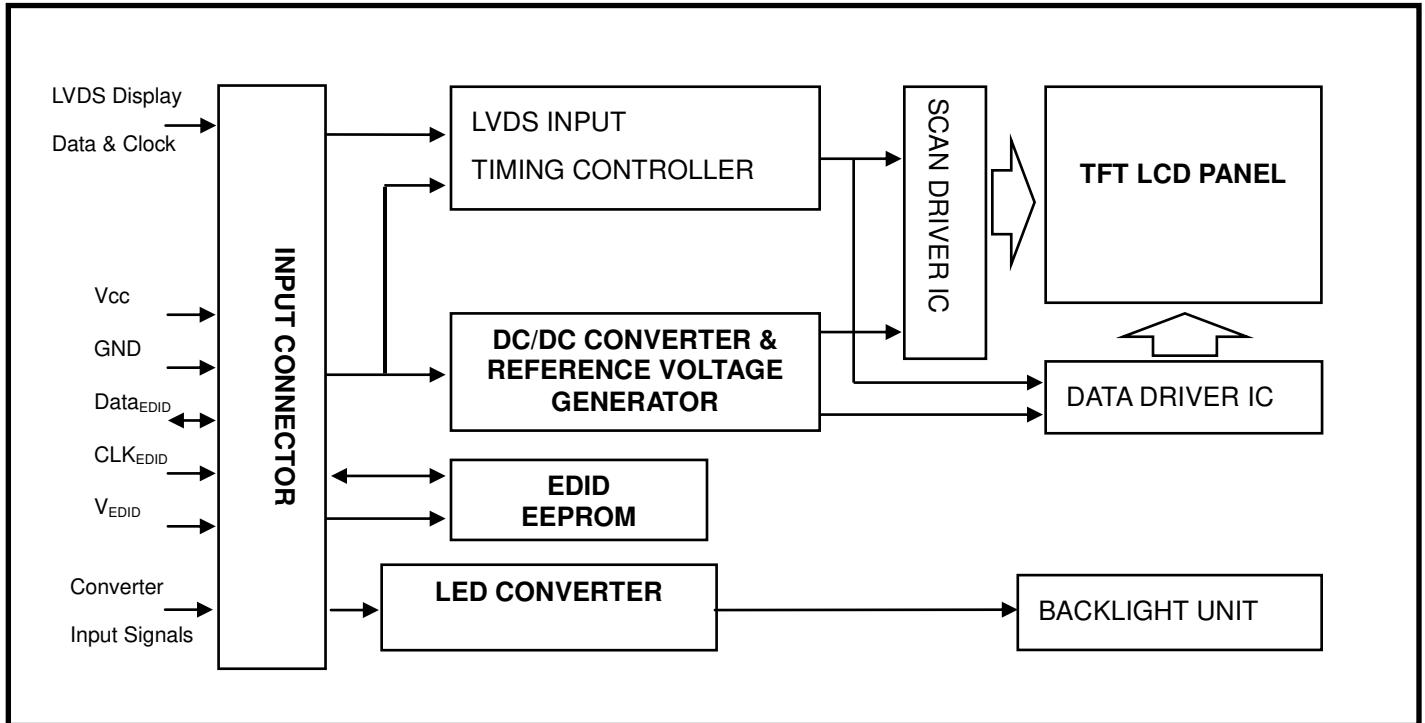 LVDS Display
Data & Clock
Vcc
GND
DataEDID
CLKEDID
VEDID
Converter
Input Signals
INPUT CONNECTOR
LVDS INPUT
TIMING CONTROLLER
DC/DC CONVERTER &
REFERENCE VOLTAGE
GENERATOR
EDID
EEPROM
LED CONVERTER
SCAN DRIVER IC
TFT LCD PANEL
DATA DRIVER IC
BACKLIGHT UNIT